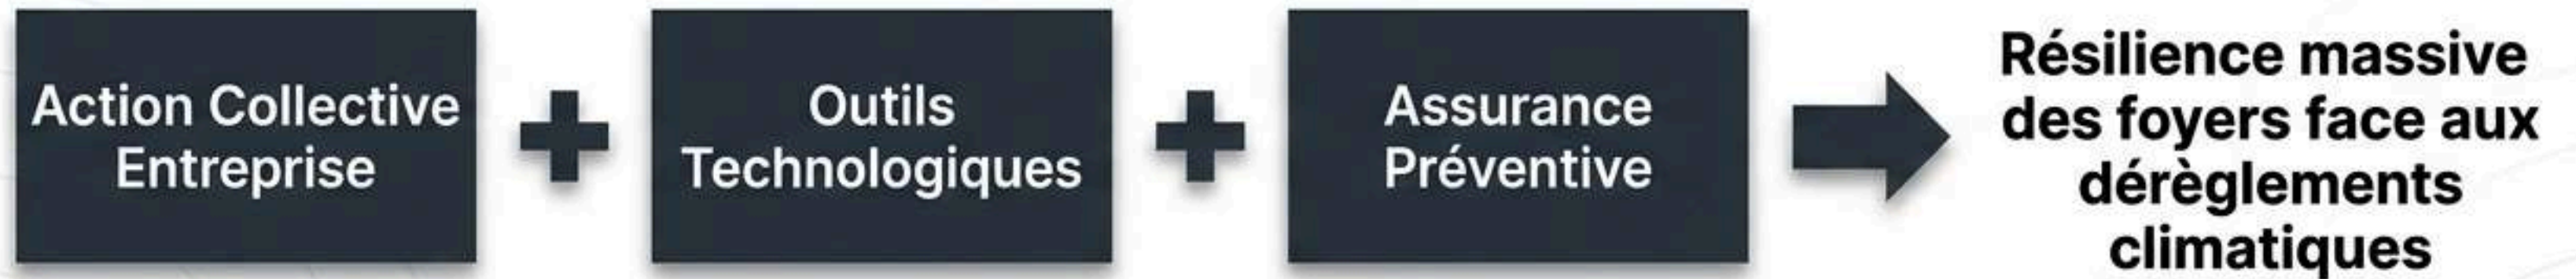 Action Collective
Entreprise
Outils
Technologiques
Assurance
Préventive
Résilience massive
des foyers face aux
dérèglements
climatiques